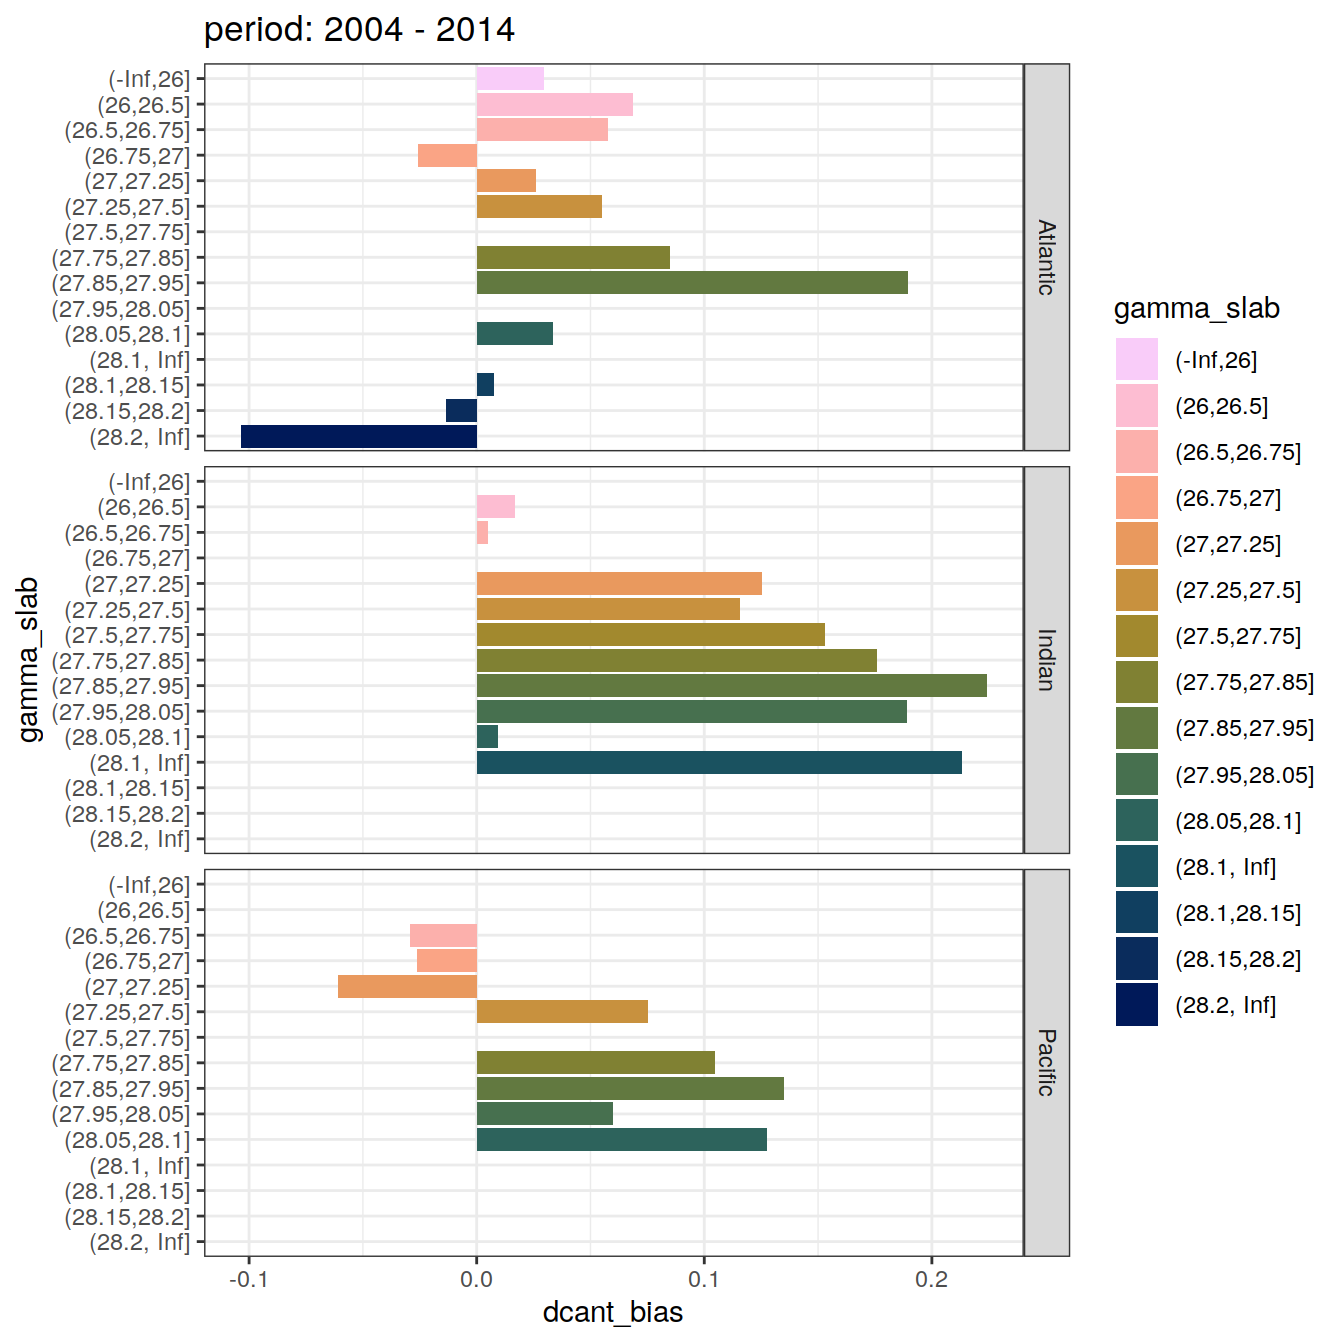 period: 2004 - 2014
(-Inf,26]
(26,26.5]
(26.5,26.75]
(26.75,27]
(27,27.25]
(27.25,27.5]
(27.5,27.75]
(27.75,27.85]
(27.85,27.95]
(27.95,28.05]
(28.05,28.1]
(28.1, Inf]
(28.1,28.15]
(28.15,28.2]
(28.2, Inf]
Atlantic
(-Inf,26]
(26,26.5]
(26.5,26.75]
(26.75,27]
(27,27.25]
(27.25,27.5]
(27.5,27.75]
(27.75,27.85]
(27.85,27.95]
(27.95,28.05]
(28.05,28.1]
(28.1, Inf]
(28.1,28.15]
(28.15,28.2]
(28.2, Inf]
Indian
(-Inf,26]
(26,26.5]
(26.5,26.75]
(26.75,27]
(27,27.25]
(27.25,27.5]
(27.5,27.75]
(27.75,27.85]
(27.85,27.95]
(27.95,28.05]
(28.05,28.1]
(28.1, Inf]
(28.1,28.15]
(28.15,28.2]
(28.2, Inf]
Pacific
gamma_slab
-0.1 0.0 0.1 0.2
dcant_bias
gamma_slab
(-Inf,26]
(26,26.5]
(26.5,26.75]
(26.75,27]
(27,27.25]
(27.25,27.5]
(27.5,27.75]
(27.75,27.85]
(27.85,27.95]
(27.95,28.05]
(28.05,28.1]
(28.1, Inf]
(28.1,28.15]
(28.15,28.2]
(28.2, Inf]